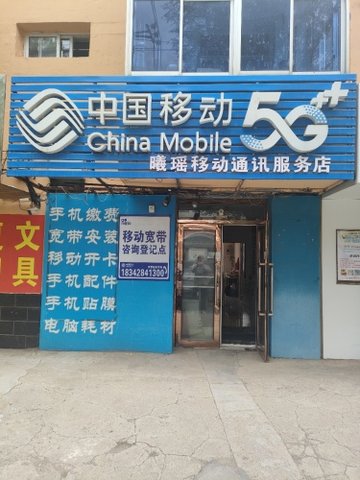 中国移动
China Mobile
5G++
曦瑶移动通讯服务店
手机缴费
宽带安装
移动开卡
手机配件
手机贴膜
电脑耗材
移动宽带
咨询登记点
18342841300
文
具